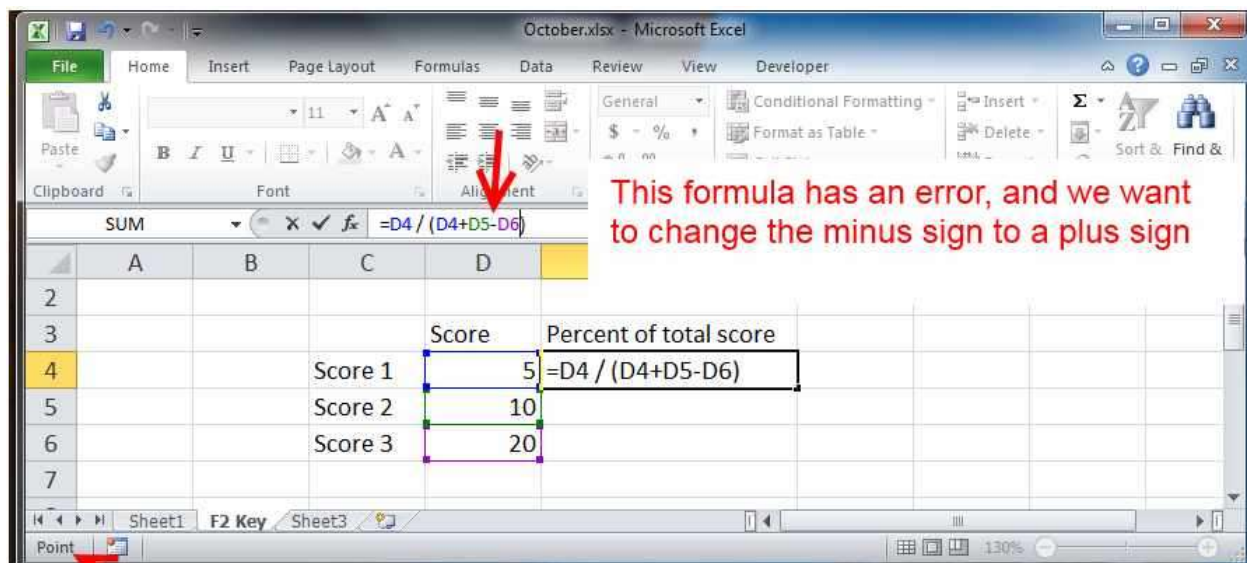 October.xlsx - Microsoft Excel
File Home Insert Page Layout Formulas Data Review View Developer
11 A A General Conditional Formatting Insert Σ
Paste B I U A $ % Format as Table Delete Sort & Find &
Clipboard Font Alignment
This formula has an error, and we want
to change the minus sign to a plus sign
SUM fx =D4 / (D4+D5-D6)
A B C D
2
3 Score Percent of total score
4 Score 1 5 =D4 / (D4+D5-D6)
5 Score 2 10
6 Score 3 20
7
Sheet1 F2 Key Sheet3
Point 130%